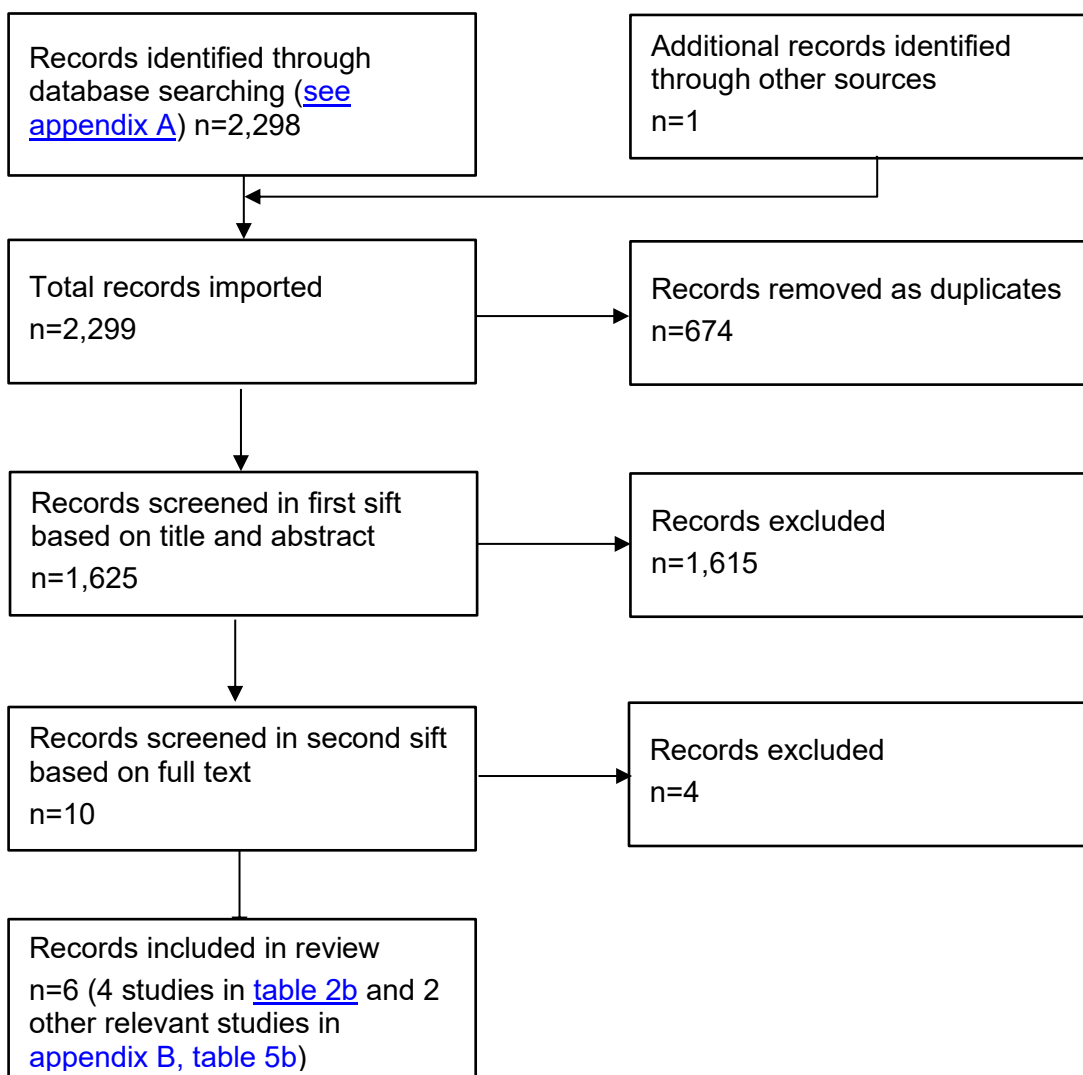 Records identified through
database searching (see
appendix A) n=2,298
Additional records identified
through other sources
n=1
Total records imported
n=2,299
Records removed as duplicates
n=674
Records screened in first sift
based on title and abstract
n=1,625
Records excluded
n=1,615
Records screened in second sift
based on full text
n=10
Records excluded
n=4
Records included in review
n=6 (4 studies in table 2b and 2
other relevant studies in
appendix B, table 5b)